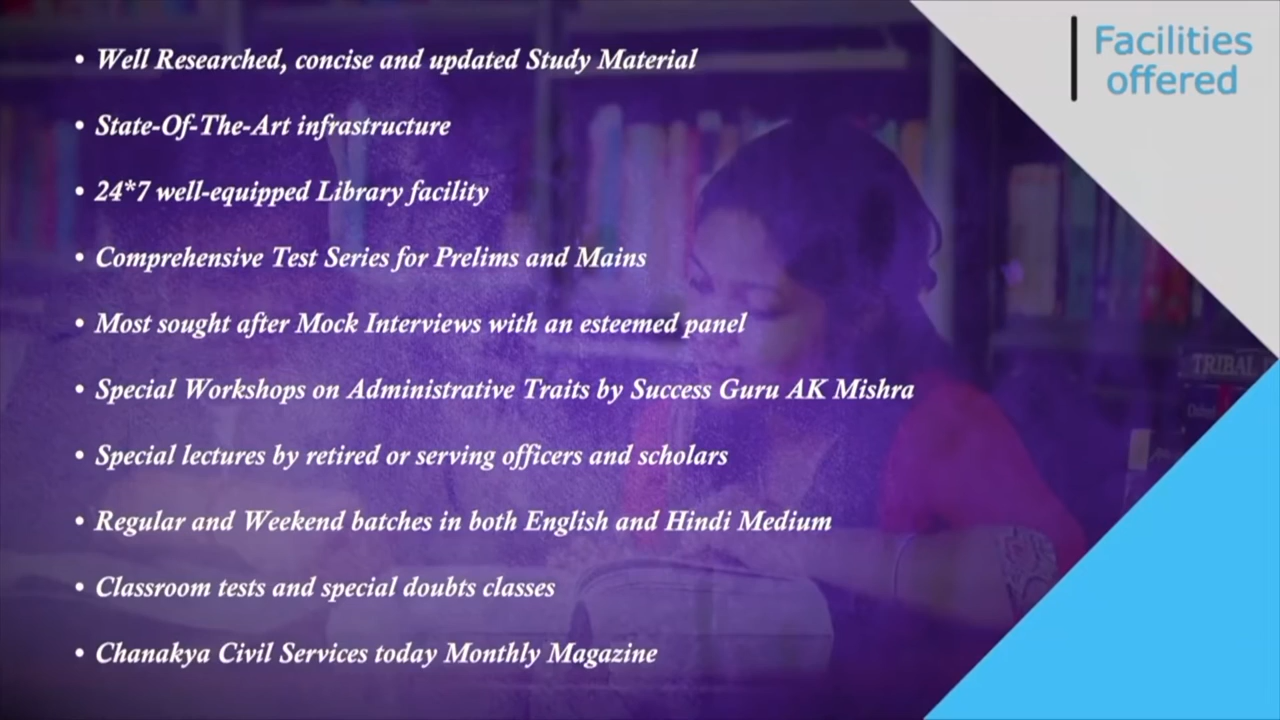 Facilities
offered
• Well Researched, concise and updated Study Material
• State-Of-The-Art infrastructure
• 24*7 well-equipped Library facility
• Comprehensive Test Series for Prelims and Mains
• Most sought after Mock Interviews with an esteemed panel
• Special Workshops on Administrative Traits by Success Guru AK Mishra
• Special lectures by retired or serving officers and scholars
• Regular and Weekend batches in both English and Hindi Medium
• Classroom tests and special doubts classes
• Chanakya Civil Services today Monthly Magazine
TRIBAL